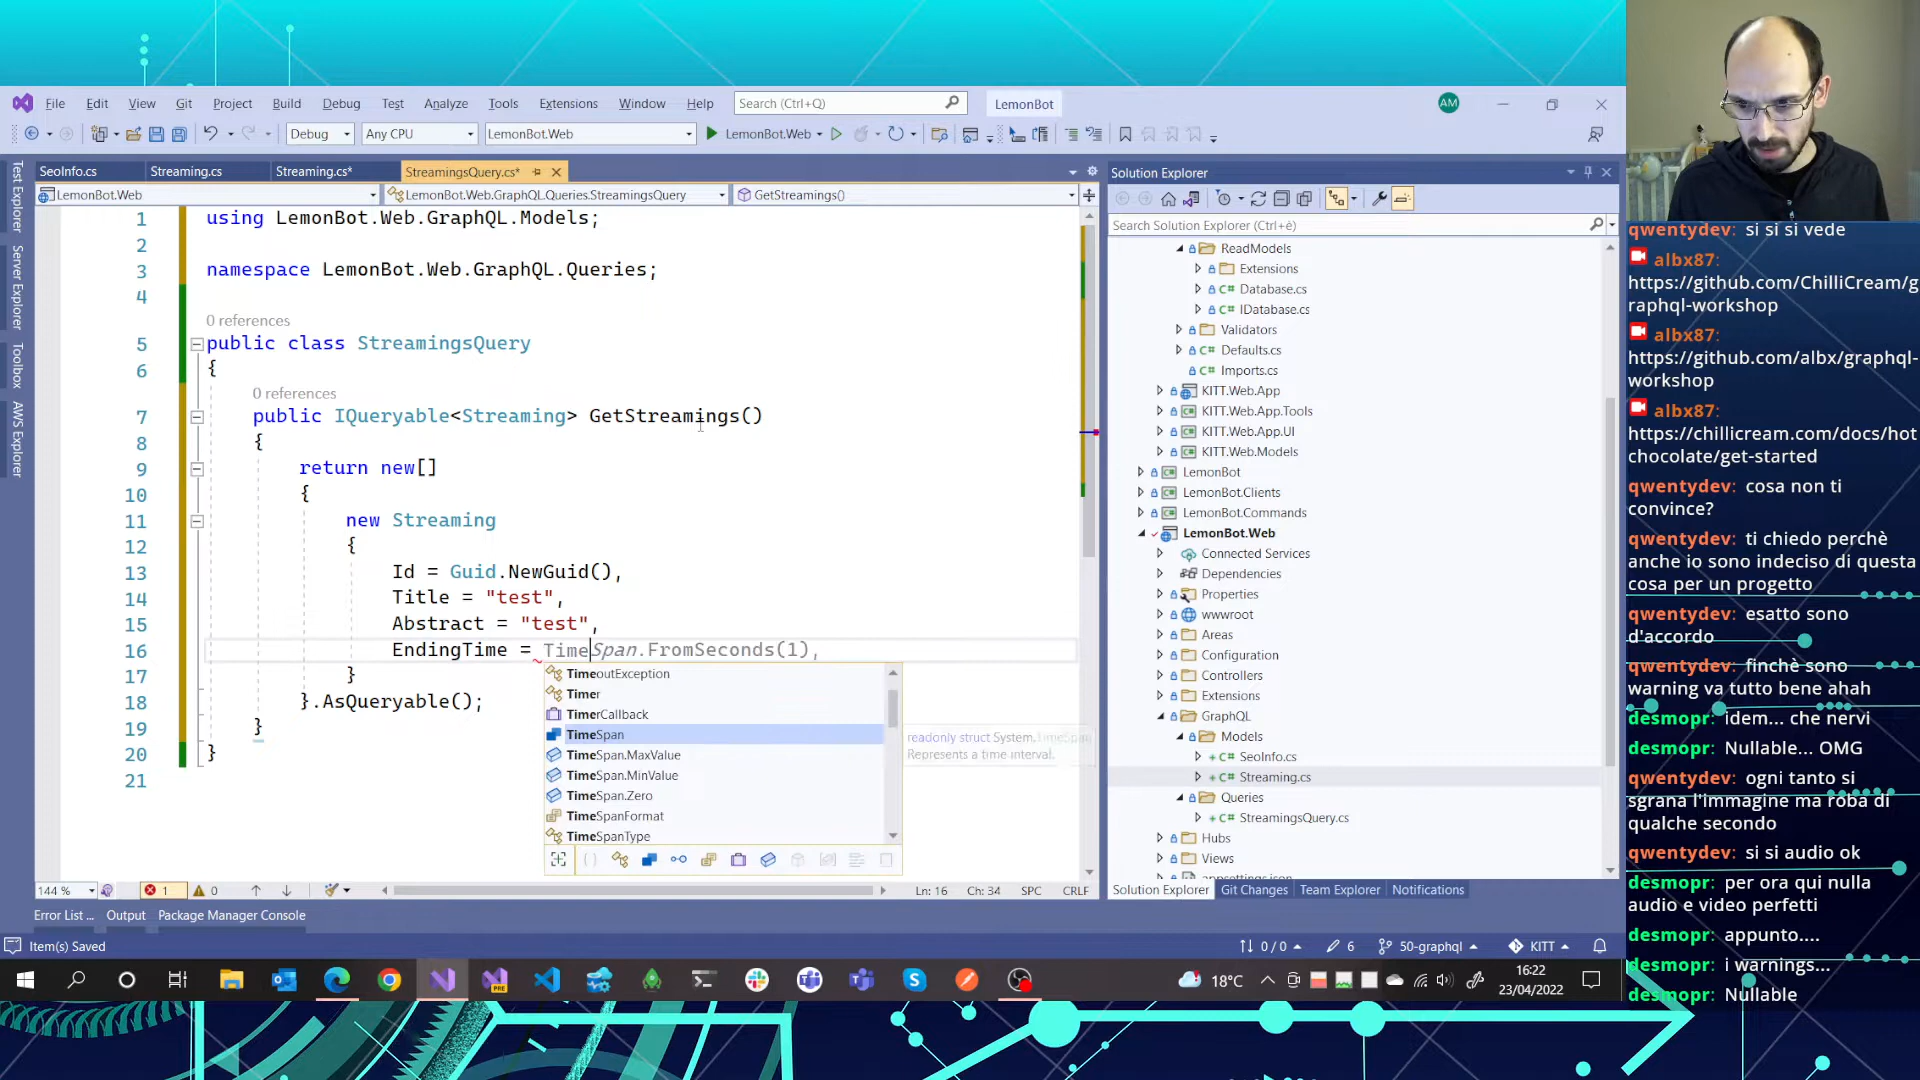 File Edit View Git Project Build Debug Test Analyze Tools Extensions Window Help Search (Ctrl+Q) LemonBot AM
Debug Any CPU LemonBot.Web LemonBot.Web
SeoInfo.cs Streaming.cs Streaming.cs* StreamingsQuery.cs*
LemonBot.Web LemonBot.Web.GraphQL.Queries.StreamingsQuery GetStreamings()
Test Explorer
Server Explorer
Toolbox
AWS Explorer
1 using LemonBot.Web.GraphQL.Models;
2
3 namespace LemonBot.Web.GraphQL.Queries;
4
0 references
5 public class StreamingsQuery
6 {
0 references
7 public IQueryable<Streaming> GetStreamings()
8 {
9 return new[]
10 {
11 new Streaming
12 {
13 Id = Guid.NewGuid(),
14 Title = "test",
15 Abstract = "test",
16 EndingTime = TimeSpan.FromSeconds(1),
17 }
18 }.AsQueryable();
19 }
20 }
21
TimeoutException
Timer
TimerCallback
TimeSpan
TimeSpan.MaxValue
TimeSpan.MinValue
TimeSpan.Zero
TimeSpanFormat
TimeSpanType
readonly struct System.TimeSpan
Represents a time interval.
144 % 1 0 Ln: 16 Ch: 34 SPC CRLF
Error List ... Output Package Manager Console
Item(s) Saved 0 / 0 6 50-graphql KITT
Solution Explorer
Search Solution Explorer (Ctrl+è)
ReadModels
Extensions
C# Database.cs
C# IDatabase.cs
Validators
C# Defaults.cs
C# Imports.cs
KITT.Web.App
KITT.Web.App.Tools
KITT.Web.App.UI
KITT.Web.Models
LemonBot
LemonBot.Clients
LemonBot.Commands
LemonBot.Web
Connected Services
Dependencies
Properties
wwwroot
Areas
Configuration
Controllers
Extensions
GraphQL
Models
C# SeoInfo.cs
C# Streaming.cs
Queries
C# StreamingsQuery.cs
Hubs
Views
appsettings.json
Solution Explorer Git Changes Team Explorer Notifications
PRE 18°C 16:22
23/04/2022
qwentydev: si si si vede
albx87:
https://github.com/ChilliCream/g
raphql-workshop
albx87:
https://github.com/albx/graphql-
workshop
albx87:
https://chillicream.com/docs/hot
chocolate/get-started
qwentydev: cosa non ti
convince?
qwentydev: ti chiedo perchè
anche io sono indeciso di questa
cosa per un progetto
qwentydev: esatto sono
d'accordo
qwentydev: finchè sono
warning va tutto bene ahah
desmopr: idem... che nervi
desmopr: Nullable... OMG
qwentydev: ogni tanto si
sgrana l'immagine ma roba di
qualche secondo
qwentydev: si si audio ok
desmopr: per ora qui nulla
audio e video perfetti
desmopr: appunto....
desmopr: i warnings...
desmopr: Nullable